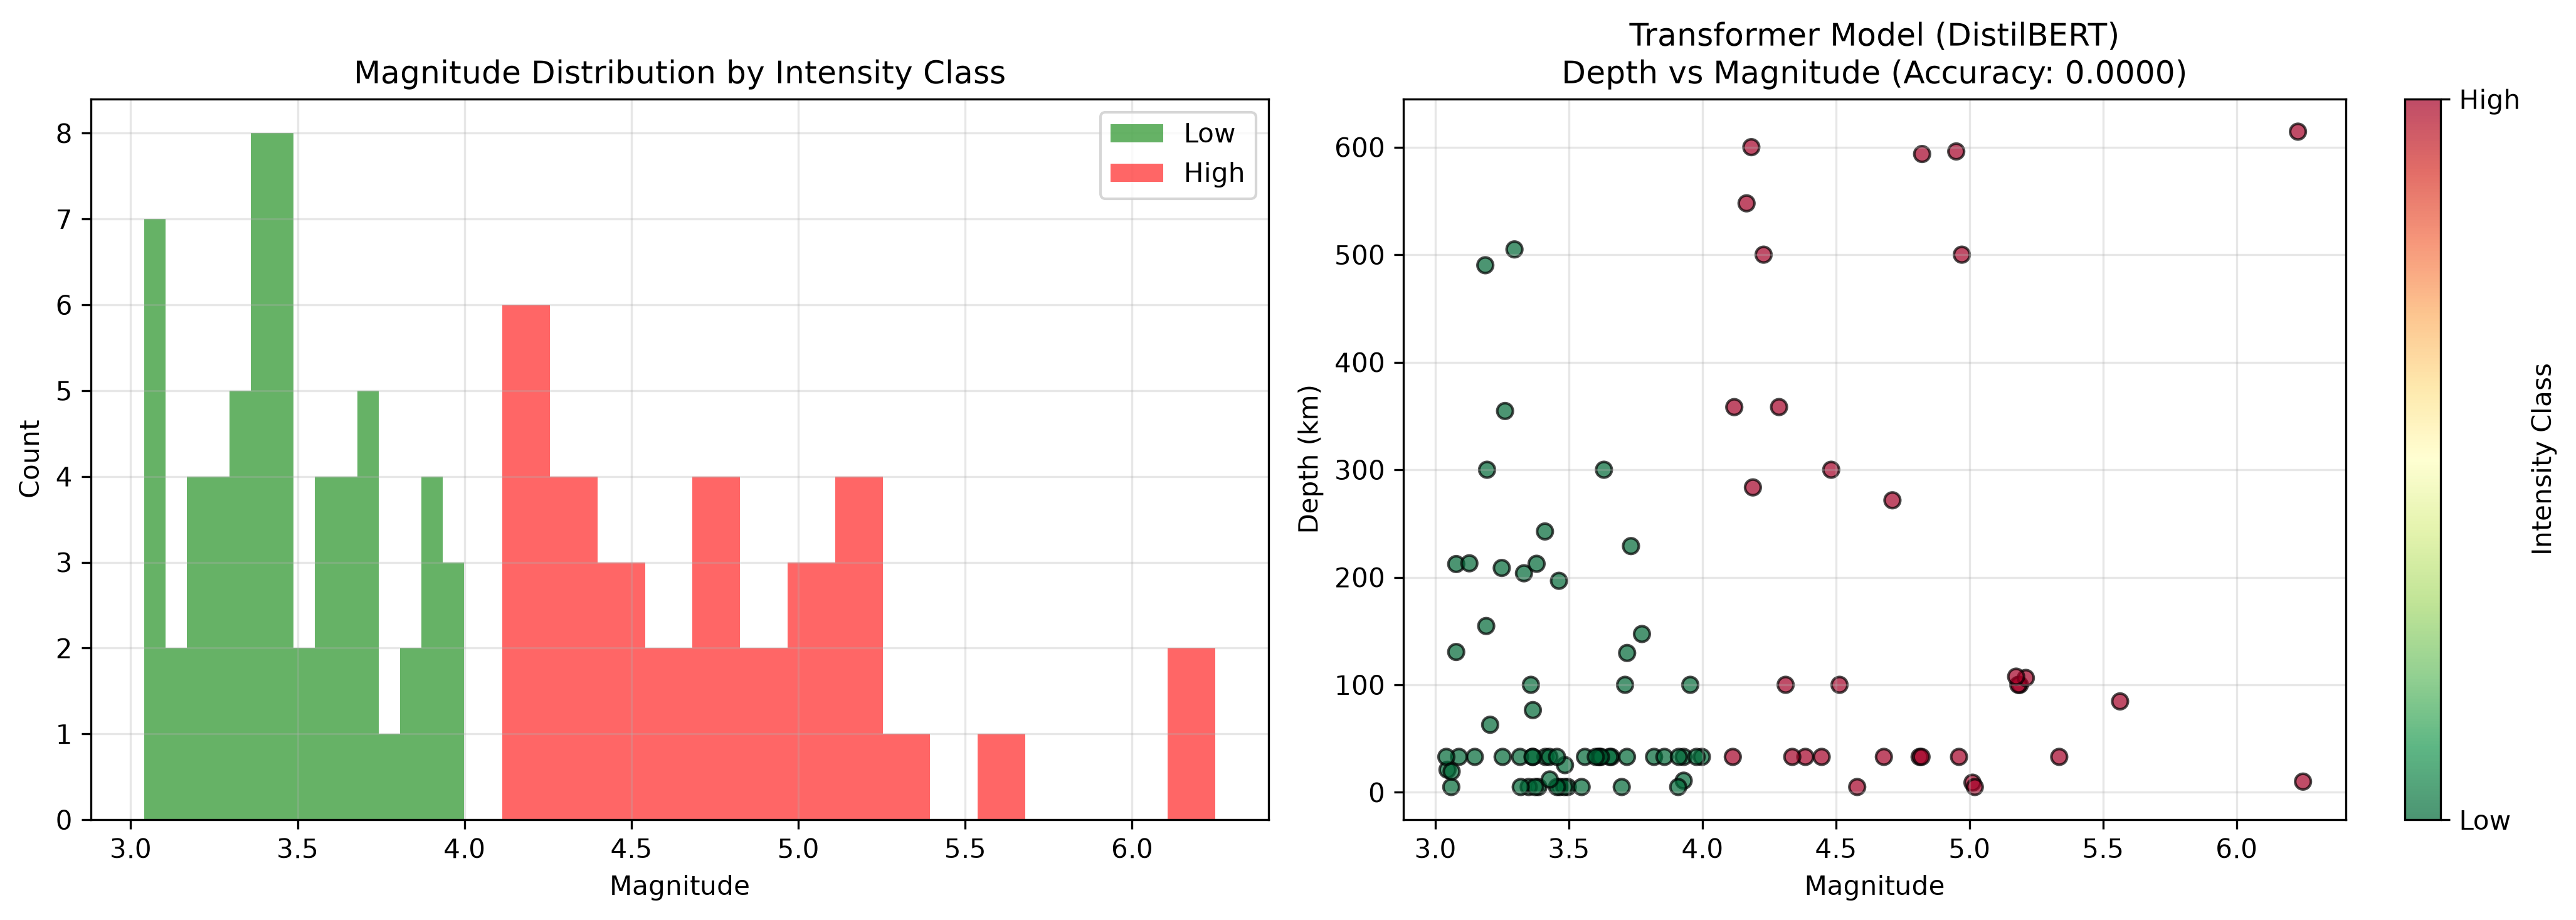 Magnitude Distribution by Intensity Class
Low
High
Count
8
7
6
5
4
3
2
1
0
3.0 3.5 4.0 4.5 5.0 5.5 6.0
Magnitude
Transformer Model (DistilBERT)
Depth vs Magnitude (Accuracy: 0.0000)
Depth (km)
600
500
400
300
200
100
0
3.0 3.5 4.0 4.5 5.0 5.5 6.0
Magnitude
High
Low
Intensity Class